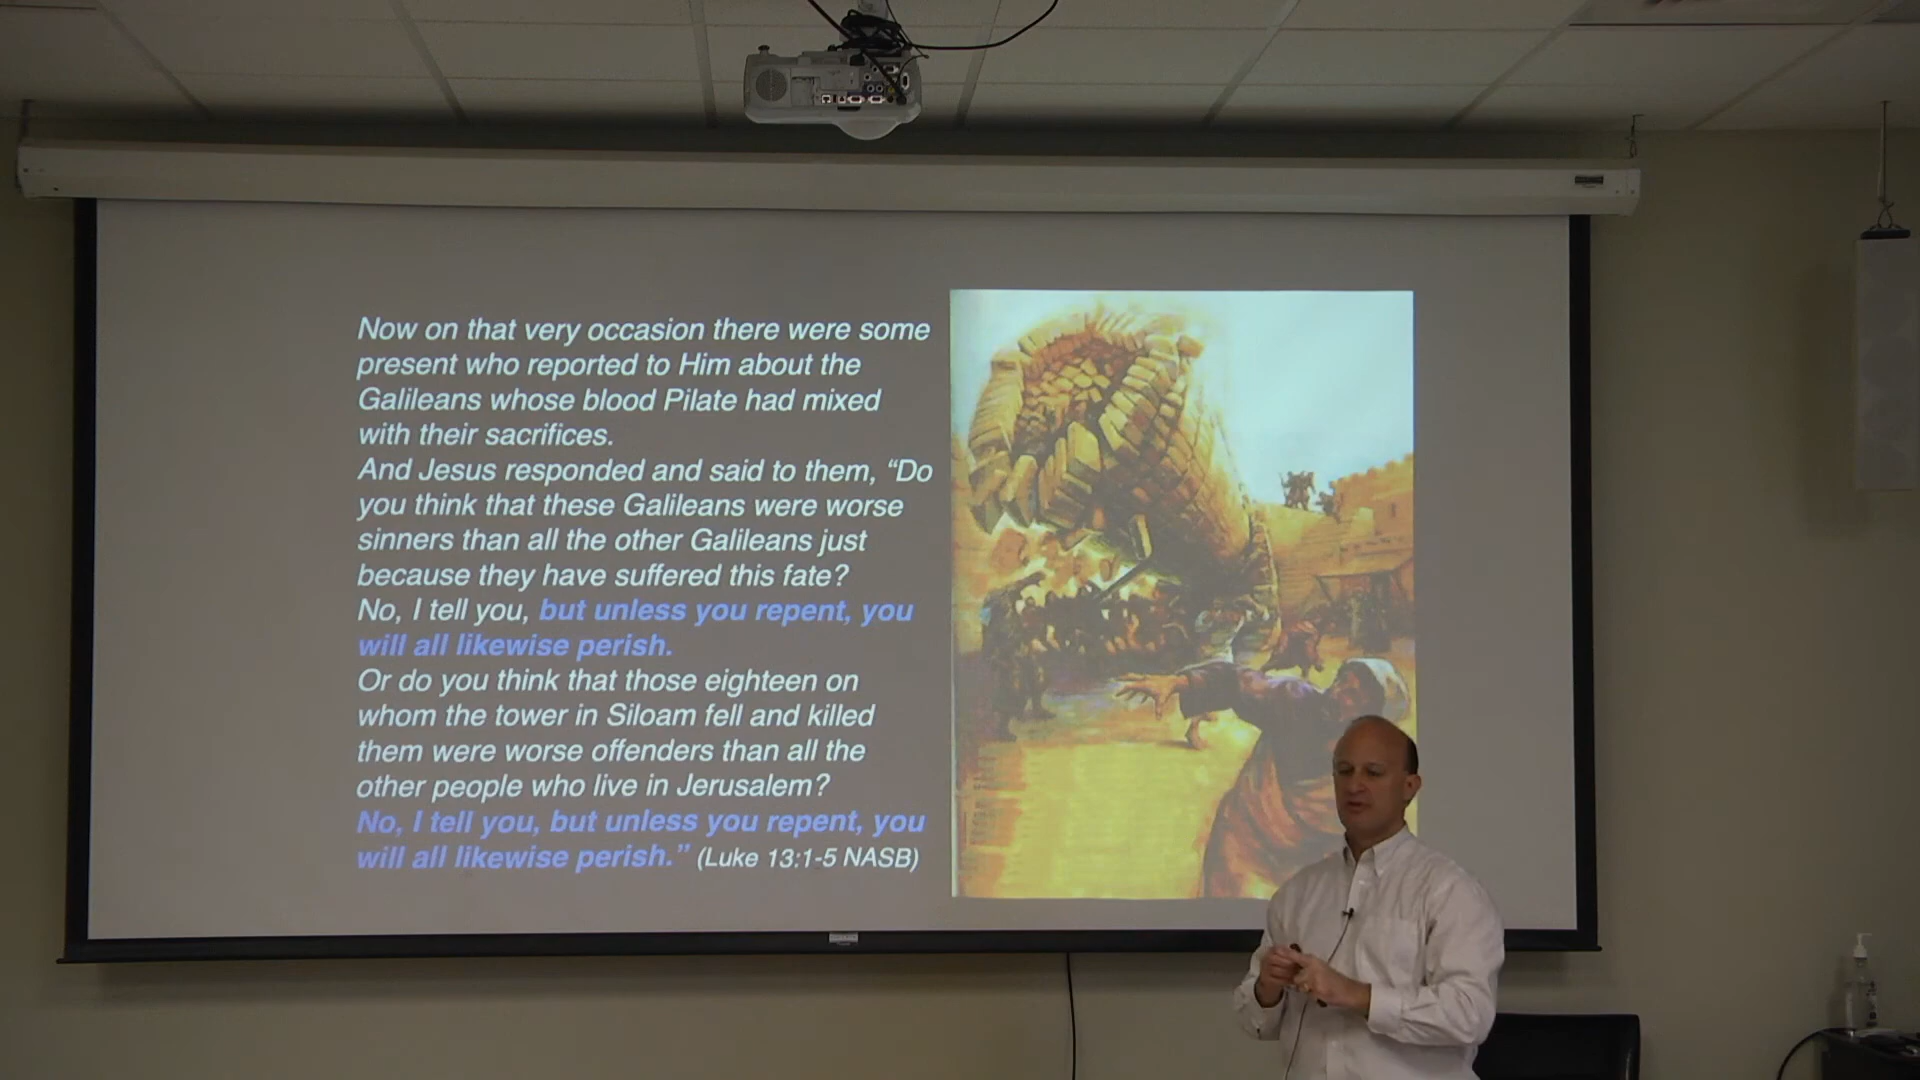 Now on that very occasion there were some
present who reported to Him about the
Galileans whose blood Pilate had mixed
with their sacrifices.
And Jesus responded and said to them, “Do
you think that these Galileans were worse
sinners than all the other Galileans just
because they have suffered this fate?
No, I tell you, but unless you repent, you
will all likewise perish.
Or do you think that those eighteen on
whom the tower in Siloam fell and killed
them were worse offenders than all the
other people who live in Jerusalem?
No, I tell you, but unless you repent, you
will all likewise perish.” (Luke 13:1-5 NASB)